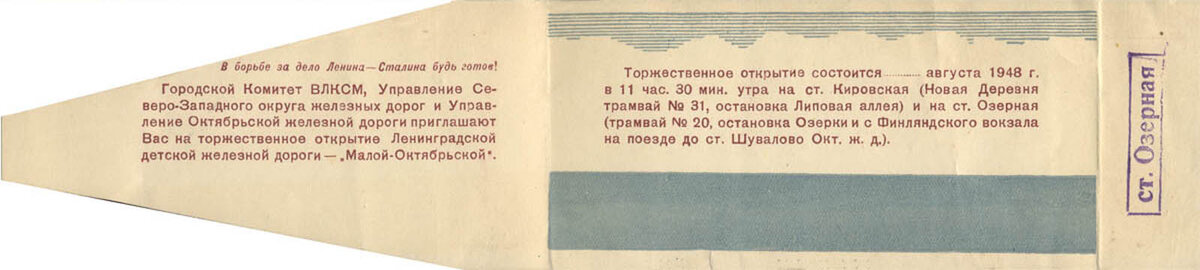 В борьбе за дело Ленина—Сталина будь готов!
Городской Комитет ВЛКСМ, Управление Се-
веро-Западного округа железных дорог и Управ-
ление Октябрьской железной дороги приглашают
Вас на торжественное открытие Ленинградской
детской железной дороги — „Малой-Октябрьской".
Торжественное открытие состоится ............ августа 1948 г.
в 11 час. 30 мин. утра на ст. Кировская (Новая Деревня
трамвай № 31, остановка Липовая аллея) и на ст. Озерная
(трамвай № 20, остановка Озерки и с Финляндского вокзала
на поезде до ст. Шувалово Окт. ж. д.).
ст. Озерная